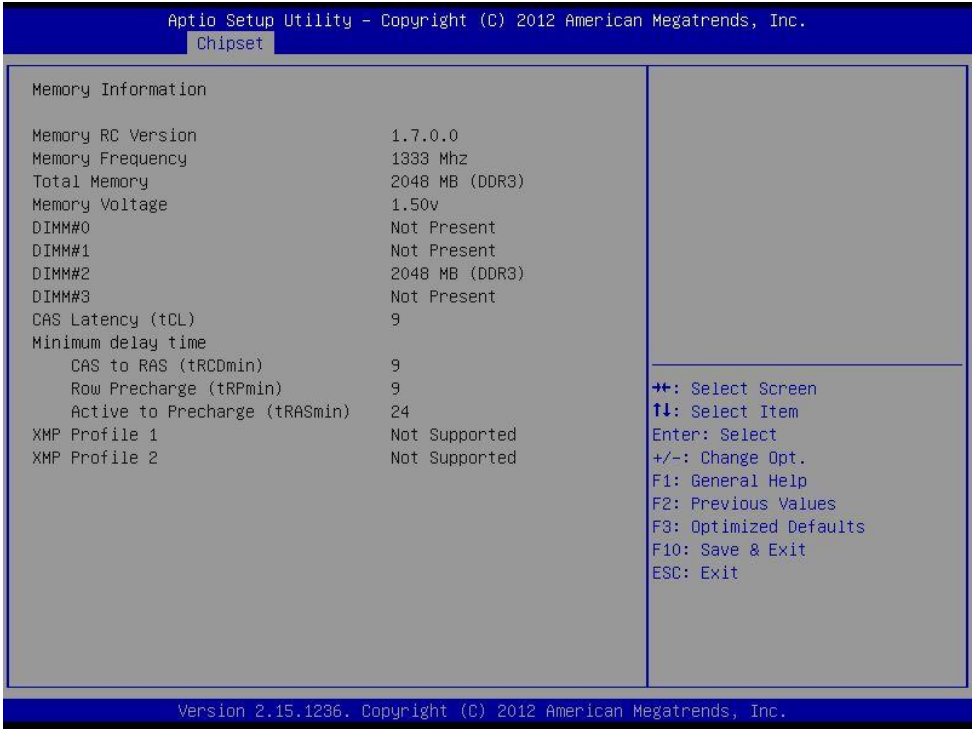 Aptio Setup Utility – Copyright (C) 2012 American Megatrends, Inc.
Chipset
Memory Information
Memory RC Version 1.7.0.0
Memory Frequency 1333 Mhz
Total Memory 2048 MB (DDR3)
Memory Voltage 1.50v
DIMM#0 Not Present
DIMM#1 Not Present
DIMM#2 2048 MB (DDR3)
DIMM#3 Not Present
CAS Latency (tCL) 9
Minimum delay time
CAS to RAS (tRCDmin) 9
Row Precharge (tRPmin) 9
Active to Precharge (tRASmin) 24
XMP Profile 1 Not Supported
XMP Profile 2 Not Supported
→←: Select Screen
↑↓: Select Item
Enter: Select
+/-: Change Opt.
F1: General Help
F2: Previous Values
F3: Optimized Defaults
F10: Save & Exit
ESC: Exit
Version 2.15.1236. Copyright (C) 2012 American Megatrends, Inc.